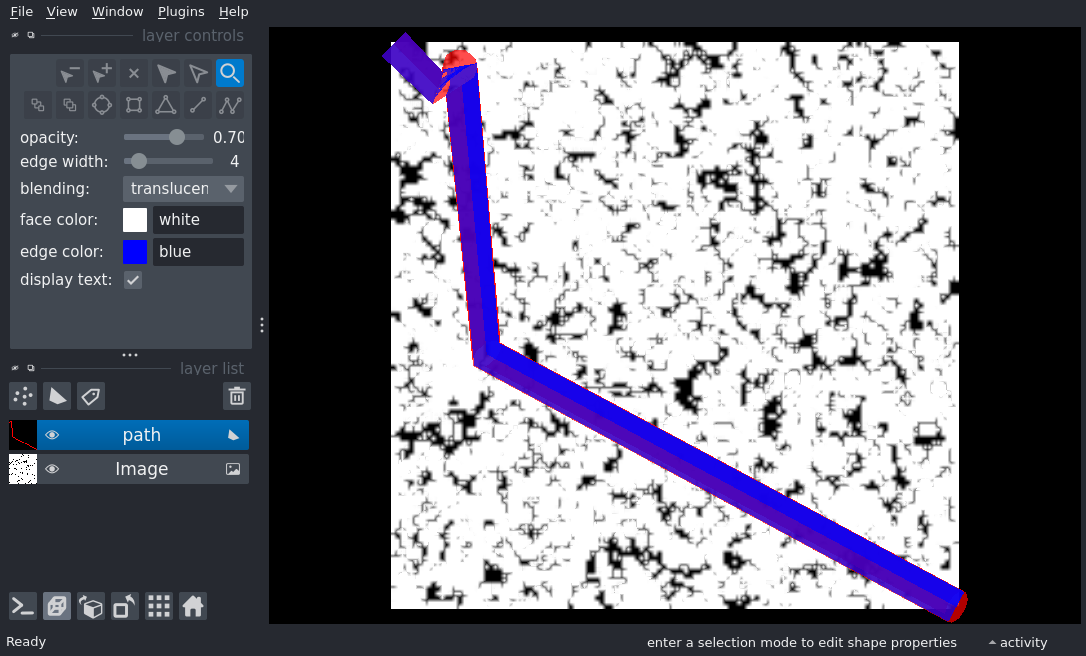 File View Window Plugins Help
layer controls
opacity: 0.70
edge width: 4
blending: translucen
face color: white
edge color: blue
display text:
layer list
path
Image
Ready
enter a selection mode to edit shape properties
activity